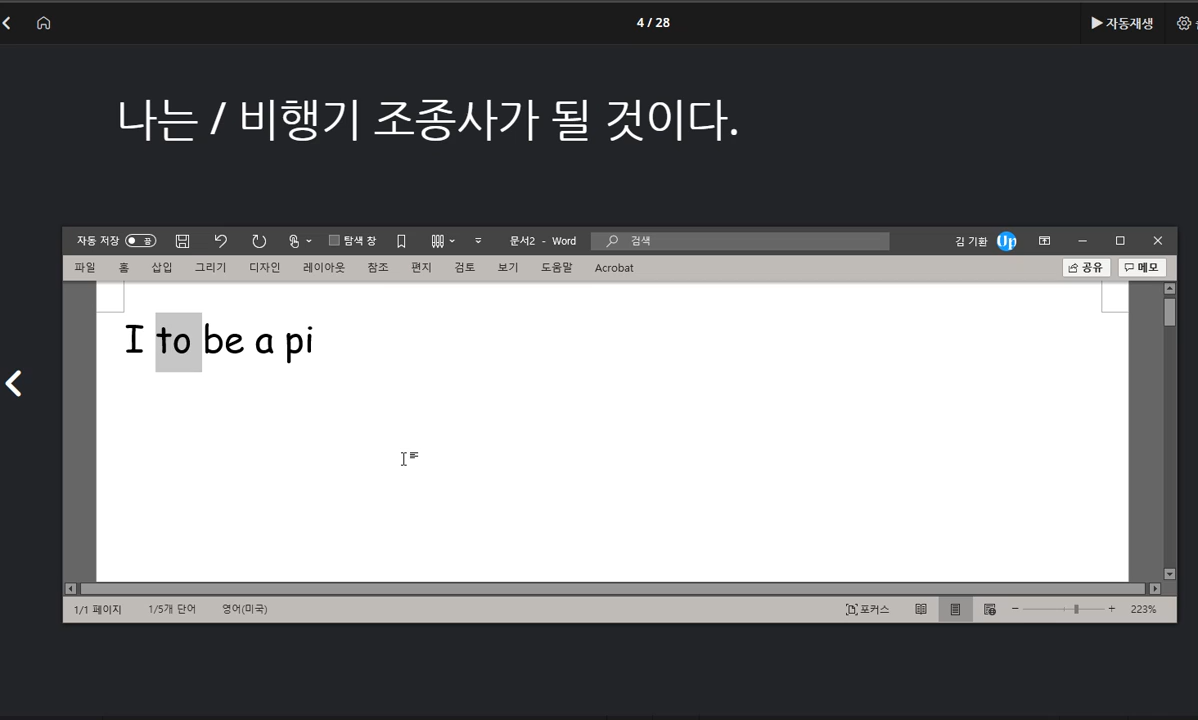 4 / 28
자동재생
나는 / 비행기 조종사가 될 것이다.
자동 저장 끔 탐색 창 문서2 - Word 검색 김 기환 Up
파일 홈 삽입 그리기 디자인 레이아웃 참조 편지 검토 보기 도움말 Acrobat 공유 메모
I to be a pi
1/1 페이지 1/5개 단어 영어(미국) 포커스 223%